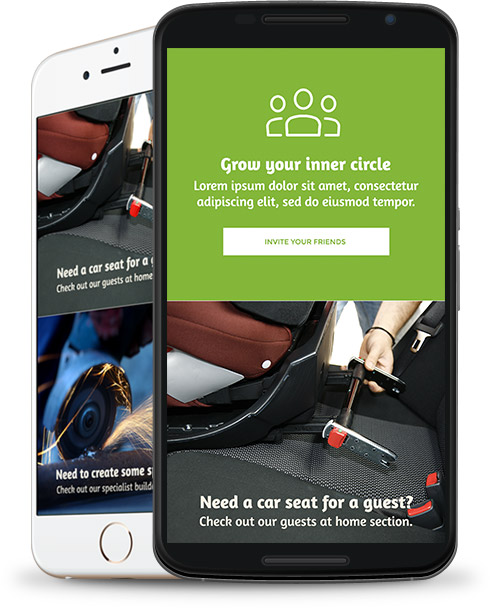 Grow your inner circle
Lorem ipsum dolor sit amet, consectetur
adipiscing elit, sed do eiusmod tempor.
INVITE YOUR FRIENDS
Need a car seat for a guest?
Check out our guests at home section.
Need a car seat for a
Check out our guests at home
Need to create some
Check out our specialist